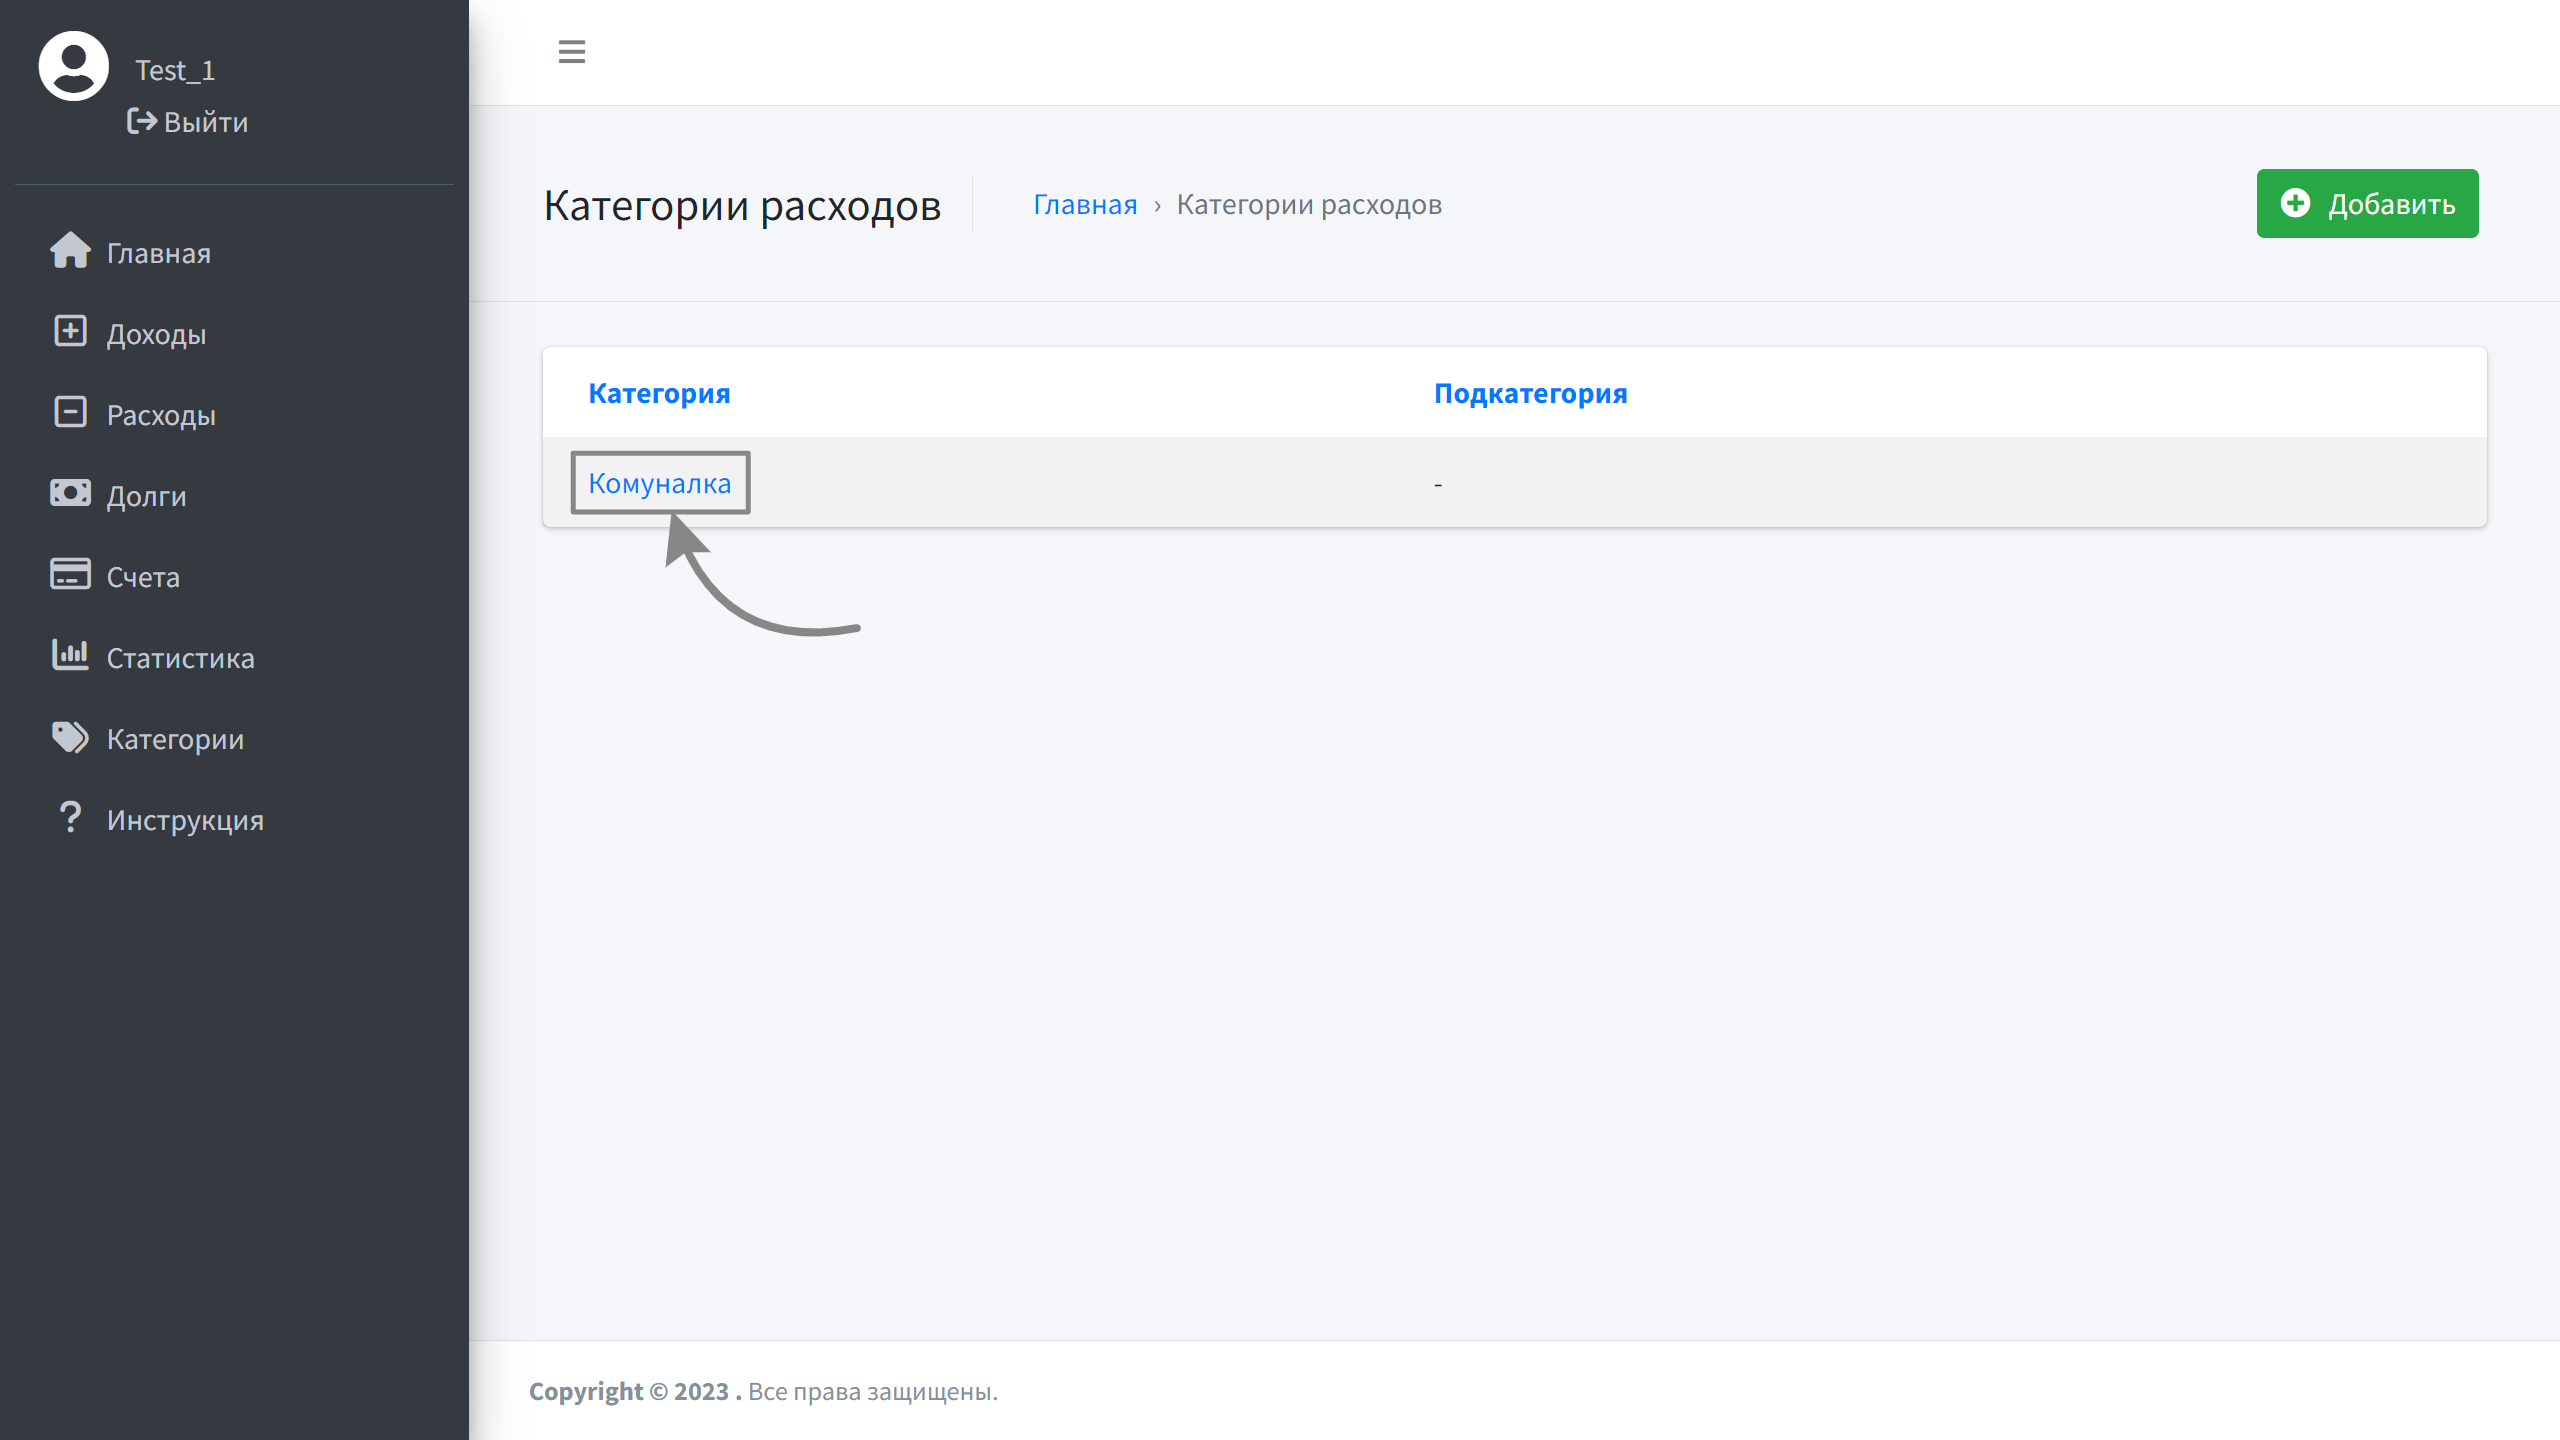 Test_1
Выйти
Главная
Доходы
Расходы
Долги
Счета
Статистика
Категории
Инструкция
Категории расходов
Главная › Категории расходов
Добавить
Категория Подкатегория
Комуналка -
Copyright © 2023 . Все права защищены.